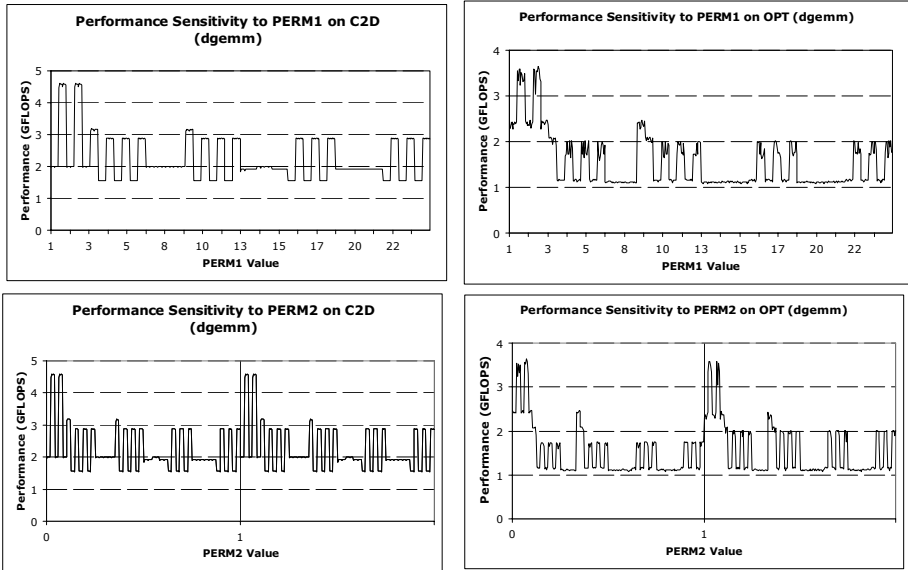 Performance Sensitivity to PERM1 on C2D
(dgemm)
Performance (GFLOPS)
5
4
3
2
1
0
1 3 5 8 10 13 15 17 20 22
PERM1 Value
Performance Sensitivity to PERM1 on OPT (dgemm)
Performance (GFLOPS)
4
3
2
1
0
1 3 5 8 10 13 15 17 20 22
PERM1 Value
Performance Sensitivity to PERM2 on C2D
(dgemm)
Performance (GFLOPS)
5
4
3
2
1
0
0 1
PERM2 Value
Performance Sensitivity to PERM2 on OPT (dgemm)
Performance (GFLOPS)
4
3
2
1
0
0 1
PERM2 Value